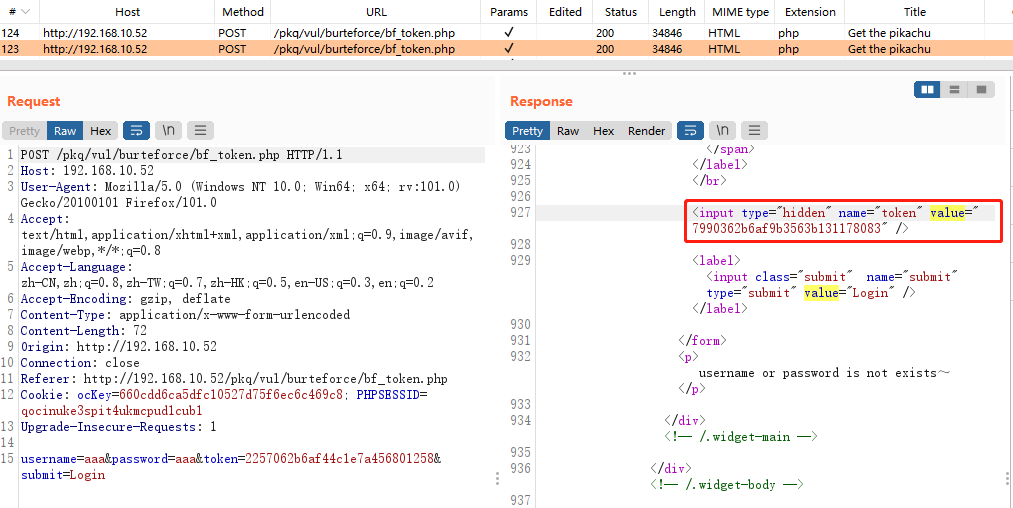 # Host Method URL Params Edited Status Length MIME type Extension Title
124 http://192.168.10.52 POST /pkq/vul/burteforce/bf_token.php ✓ 200 34846 HTML php Get the pikachu
123 http://192.168.10.52 POST /pkq/vul/burteforce/bf_token.php ✓ 200 34846 HTML php Get the pikachu
Request
Pretty Raw Hex \n
1 POST /pkq/vul/burteforce/bf_token.php HTTP/1.1
2 Host: 192.168.10.52
3 User-Agent: Mozilla/5.0 (Windows NT 10.0; Win64; x64; rv:101.0)
Gecko/20100101 Firefox/101.0
4 Accept:
text/html,application/xhtml+xml,application/xml;q=0.9,image/avif,
image/webp,*/*;q=0.8
5 Accept-Language:
zh-CN,zh;q=0.8,zh-TW;q=0.7,zh-HK;q=0.5,en-US;q=0.3,en;q=0.2
6 Accept-Encoding: gzip, deflate
7 Content-Type: application/x-www-form-urlencoded
8 Content-Length: 72
9 Origin: http://192.168.10.52
10 Connection: close
11 Referer: http://192.168.10.52/pkq/vul/burteforce/bf_token.php
12 Cookie: ocKey=660cdd6ca5dfc10527d75f6ec6c469c8; PHPSESSID=
qocinuke3spit4ukmcpud1cub1
13 Upgrade-Insecure-Requests: 1
14
15 username=aaa&password=aaa&token=2257062b6af44c1e7a456801258&
submit=Login
Response
Pretty Raw Hex Render \n
923 </span>
924 </label>
925 </br>
926
927 <input type="hidden" name="token" value="
7990362b6af9b3563b131178083" />
928
929 <label>
<input class="submit" name="submit"
type="submit" value="Login" />
</label>
930
931 </form>
932 <p>
username or password is not exists～
</p>
933
934 </div>
<!-- /.widget-main -->
935
936 </div>
<!-- /.widget-body -->
937